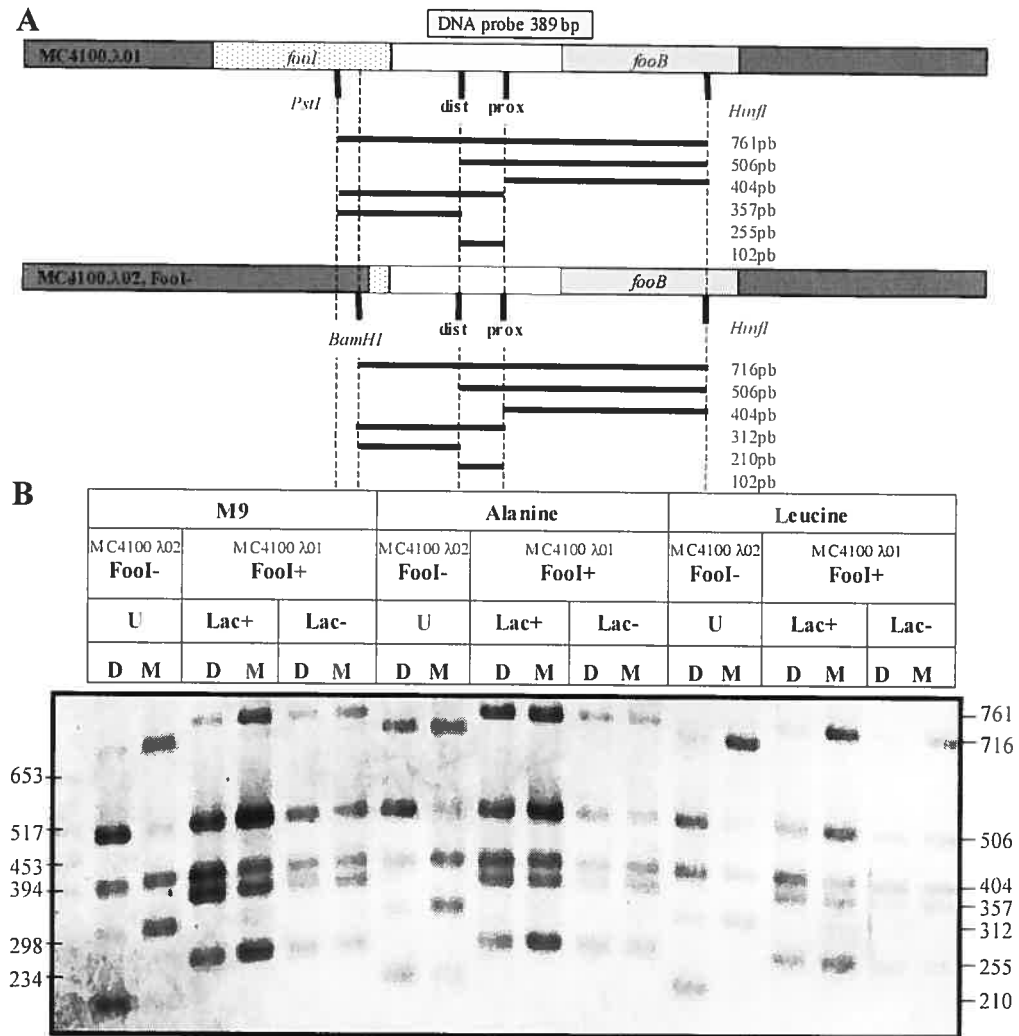 A
DNA probe 389 bp
MC4100.λ01
fooI
fooB
PstI
dist
prox
HinfI
761pb
506pb
404pb
357pb
255pb
102pb
MC4100.λ02, FooI-
fooB
BamHI
dist
prox
HinfI
716pb
506pb
404pb
312pb
210pb
102pb
B
M9
Alanine
Leucine
MC4100 λ02
FooI-
MC4100 λ01
FooI+
MC4100 λ02
FooI-
MC4100 λ01
FooI+
MC4100 λ02
FooI-
MC4100 λ01
FooI+
U
Lac+
Lac-
U
Lac+
Lac-
U
Lac+
Lac-
D M D M D M D M D M D M D M D M D M
653
517
453
394
298
234
761
716
506
404
357
312
255
210